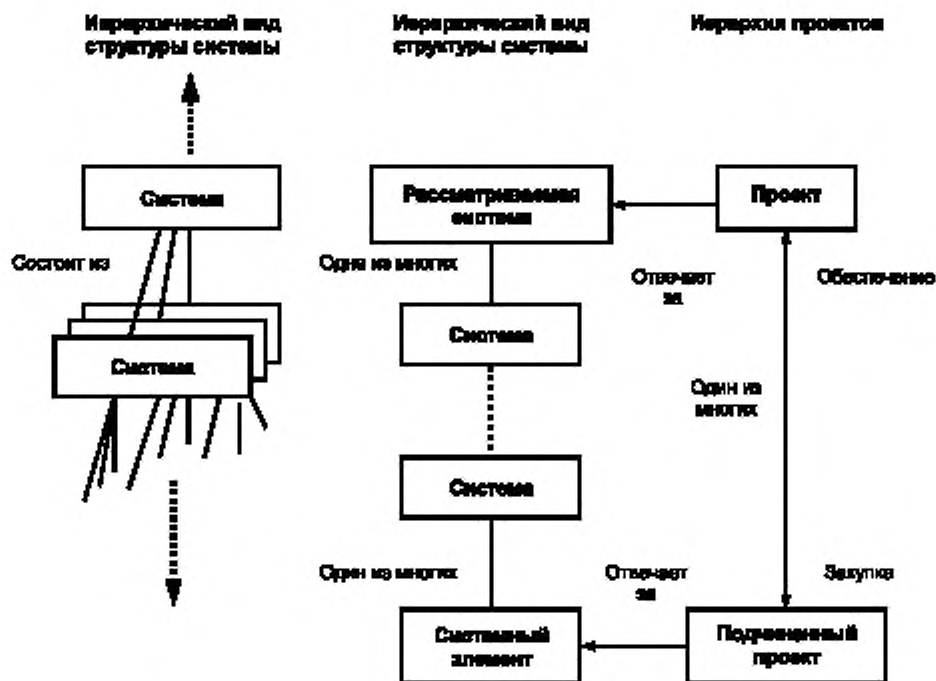 Иерархический вид
структуры системы
Иерархический вид
структуры системы
Иерархия проектов
Система
Рассматриваемая
система
Проект
Состоит из
Одна из многих
Отвечает
за
Обеспечение
Система
Система
Один из
многих
Система
Один из многих
Отвечает
за
Закупка
Системный
элемент
Подчиненный
проект